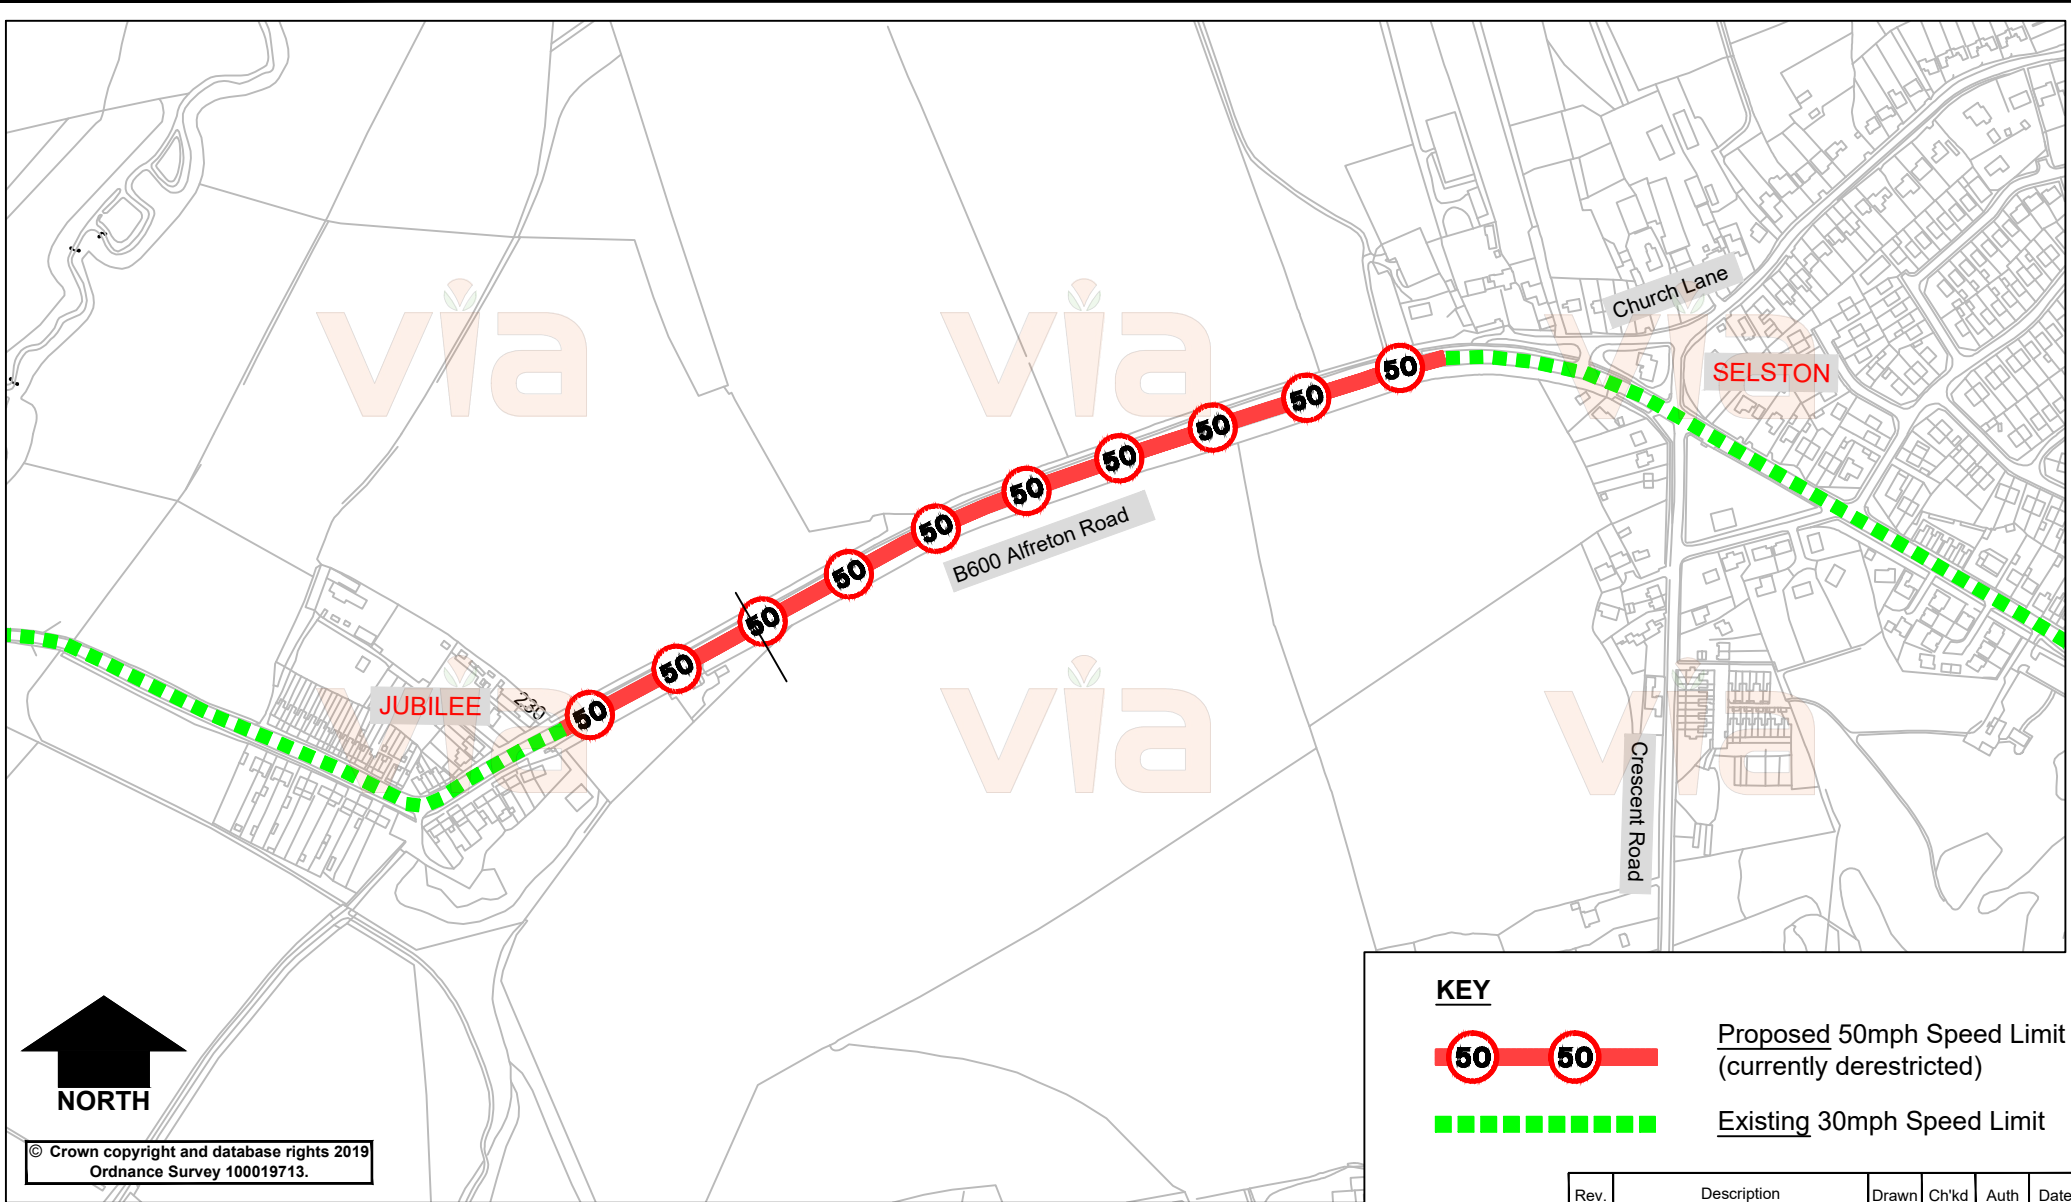 via
via
via
Church Lane
SELSTON
50
50
50
50
50
50
50
50
50
50
B600 Alfreton Road
JUBILEE
230
via
via
via
Crescent Road
NORTH
© Crown copyright and database rights 2019
Ordnance Survey 100019713.
KEY
50 50
Proposed 50mph Speed Limit
(currently derestricted)
Existing 30mph Speed Limit
Rev. Description Drawn Ch'kd Auth Date